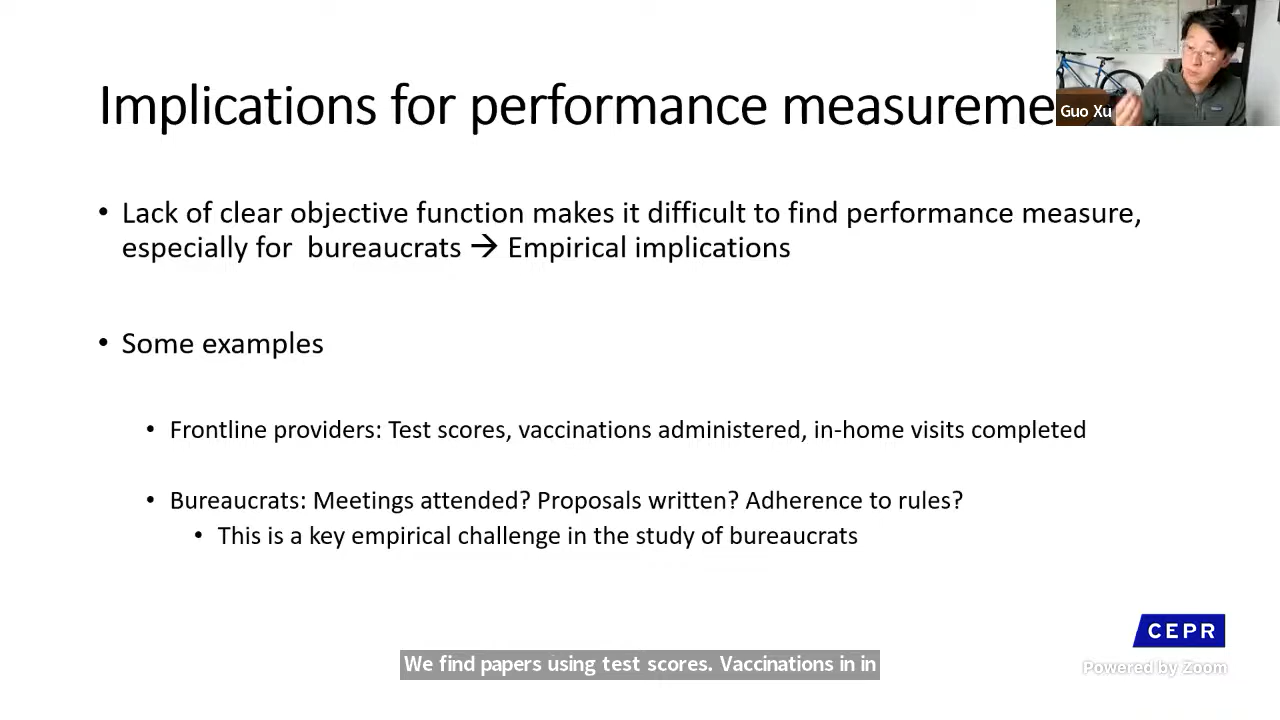 Implications for performance measureme
Guo Xu
• Lack of clear objective function makes it difficult to find performance measure,
especially for bureaucrats → Empirical implications
• Some examples
• Frontline providers: Test scores, vaccinations administered, in-home visits completed
• Bureaucrats: Meetings attended? Proposals written? Adherence to rules?
• This is a key empirical challenge in the study of bureaucrats
CEPR
We find papers using test scores. Vaccinations in in
Powered by Zoom